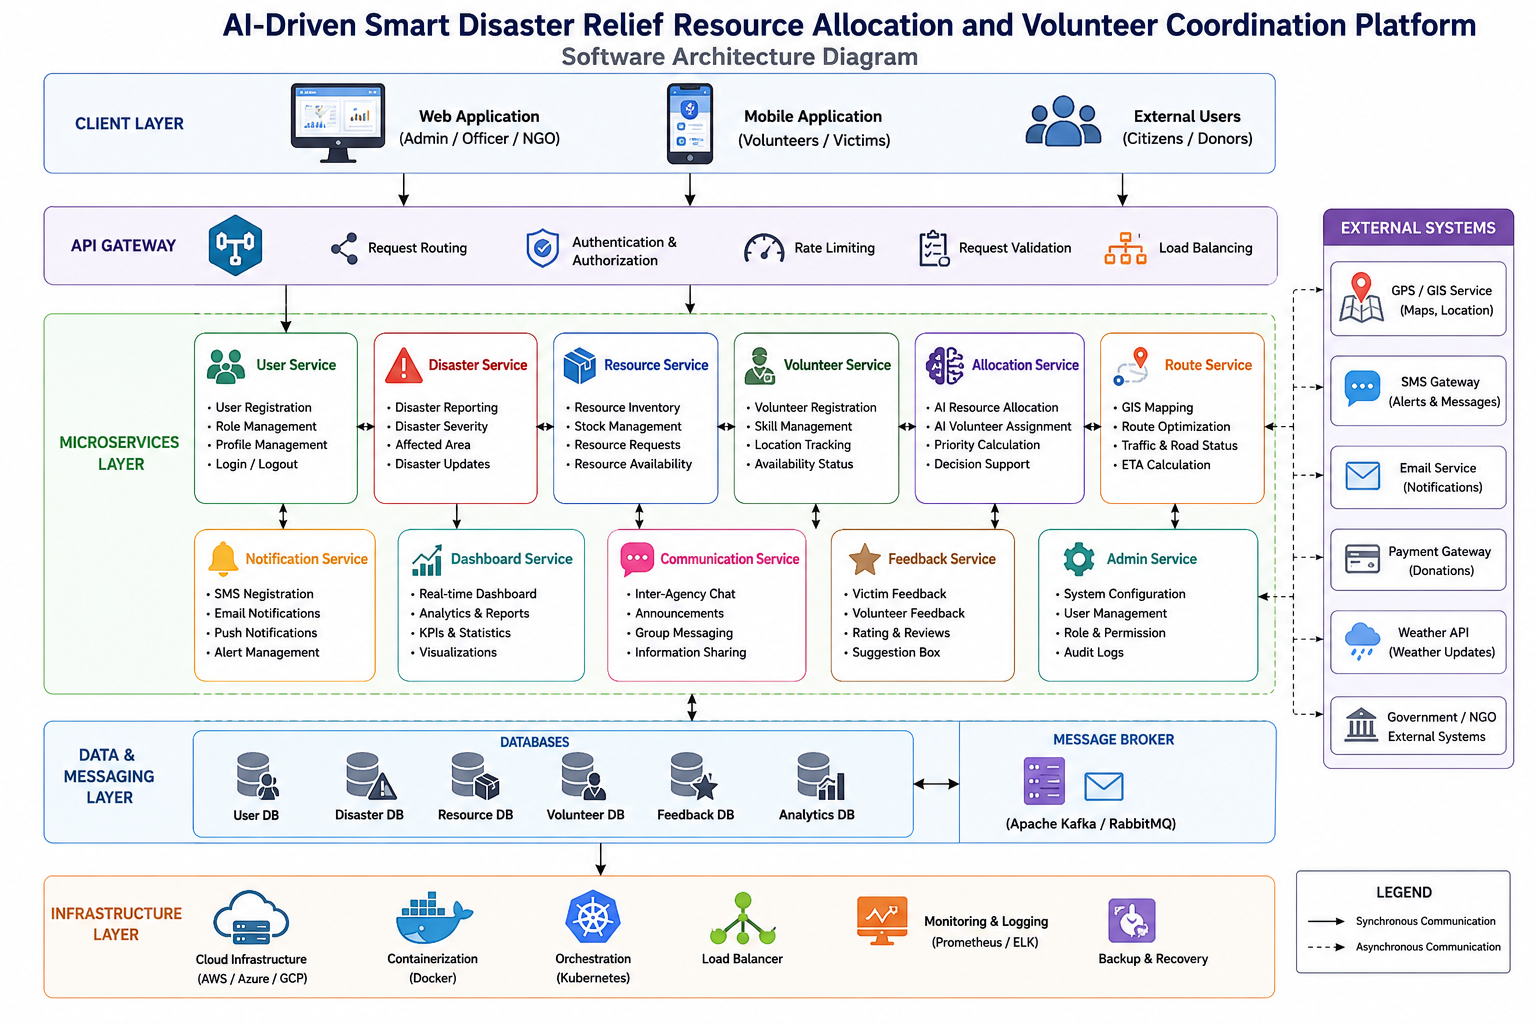 AI-Driven Smart Disaster Relief Resource Allocation and Volunteer Coordination Platform
Software Architecture Diagram
CLIENT LAYER
Web Application
(Admin / Officer / NGO)
Mobile Application
(Volunteers / Victims)
External Users
(Citizens / Donors)
API GATEWAY
Request Routing
Authentication &
Authorization
Rate Limiting
Request Validation
Load Balancing
MICROSERVICES
LAYER
User Service
• User Registration
• Role Management
• Profile Management
• Login / Logout
Disaster Service
• Disaster Reporting
• Disaster Severity
• Affected Area
• Disaster Updates
Resource Service
• Resource Inventory
• Stock Management
• Resource Requests
• Resource Availability
Volunteer Service
• Volunteer Registration
• Skill Management
• Location Tracking
• Availability Status
Allocation Service
• AI Resource Allocation
• AI Volunteer Assignment
• Priority Calculation
• Decision Support
Route Service
• GIS Mapping
• Route Optimization
• Traffic & Road Status
• ETA Calculation
Notification Service
• SMS Negistration
• Email Notifications
• Push Notifications
• Alert Management
Dashboard Service
• Real-time Dashboard
• Analytics & Reports
• KPIs & Statistics
• Visualizations
Communication Service
• Inter-Agency Chat
• Announcements
• Group Messaging
• Information Sharing
Feedback Service
• Victim Feedback
• Volunteer Feedback
• Rating & Reviews
• Suggestion Box
Admin Service
• System Configuration
• User Management
• Role & Permission
• Audit Logs
EXTERNAL SYSTEMS
GPS / GIS Service
(Maps, Location)
SMS Gateway
(Alerts & Messages)
Email Service
(Notifications)
Payment Gateway
(Donations)
Weather API
(Weather Updates)
Government / NGO
External Systems
DATA &
MESSAGING
LAYER
DATABASES
User DB
Disaster DB
Resource DB
Volunteer DB
Feedback DB
Analytics DB
MESSAGE BROKER
(Apache Kafka / RabbitMQ)
INFRASTRUCTURE
LAYER
Cloud Infrastructure
(AWS / Azure / GCP)
Containerization
(Docker)
Orchestration
(Kubernetes)
Load Balancer
Monitoring & Logging
(Prometheus / ELK)
Backup & Recovery
LEGEND
Synchronous Communication
Asynchronous Communication